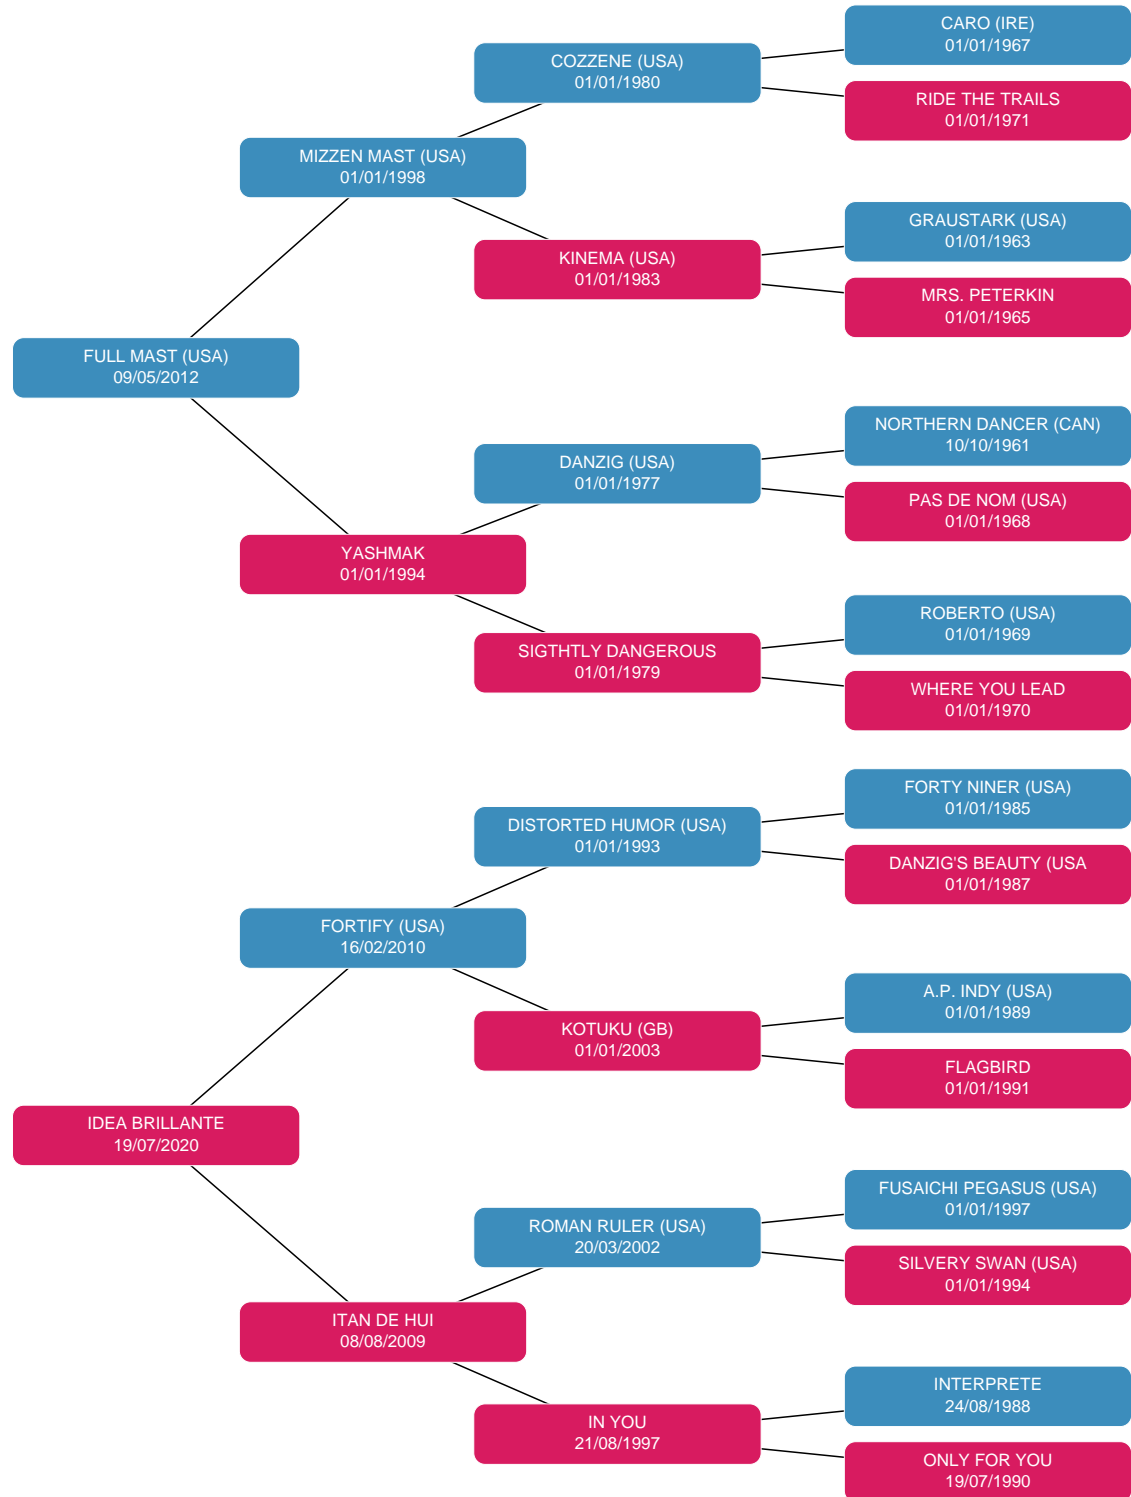 CARO (IRE)
01/01/1967
COZZENE (USA)
01/01/1980
RIDE THE TRAILS
01/01/1971
MIZZEN MAST (USA)
01/01/1998
GRAUSTARK (USA)
01/01/1963
KINEMA (USA)
01/01/1983
MRS. PETERKIN
01/01/1965
FULL MAST (USA)
09/05/2012
NORTHERN DANCER (CAN)
10/10/1961
DANZIG (USA)
01/01/1977
PAS DE NOM (USA)
01/01/1968
YASHMAK
01/01/1994
ROBERTO (USA)
01/01/1969
SIGTHTLY DANGEROUS
01/01/1979
WHERE YOU LEAD
01/01/1970
FORTY NINER (USA)
01/01/1985
DISTORTED HUMOR (USA)
01/01/1993
DANZIG'S BEAUTY (USA
01/01/1987
FORTIFY (USA)
16/02/2010
A.P. INDY (USA)
01/01/1989
KOTUKU (GB)
01/01/2003
FLAGBIRD
01/01/1991
IDEA BRILLANTE
19/07/2020
FUSAICHI PEGASUS (USA)
01/01/1997
ROMAN RULER (USA)
20/03/2002
SILVERY SWAN (USA)
01/01/1994
ITAN DE HUI
08/08/2009
INTERPRETE
24/08/1988
IN YOU
21/08/1997
ONLY FOR YOU
19/07/1990